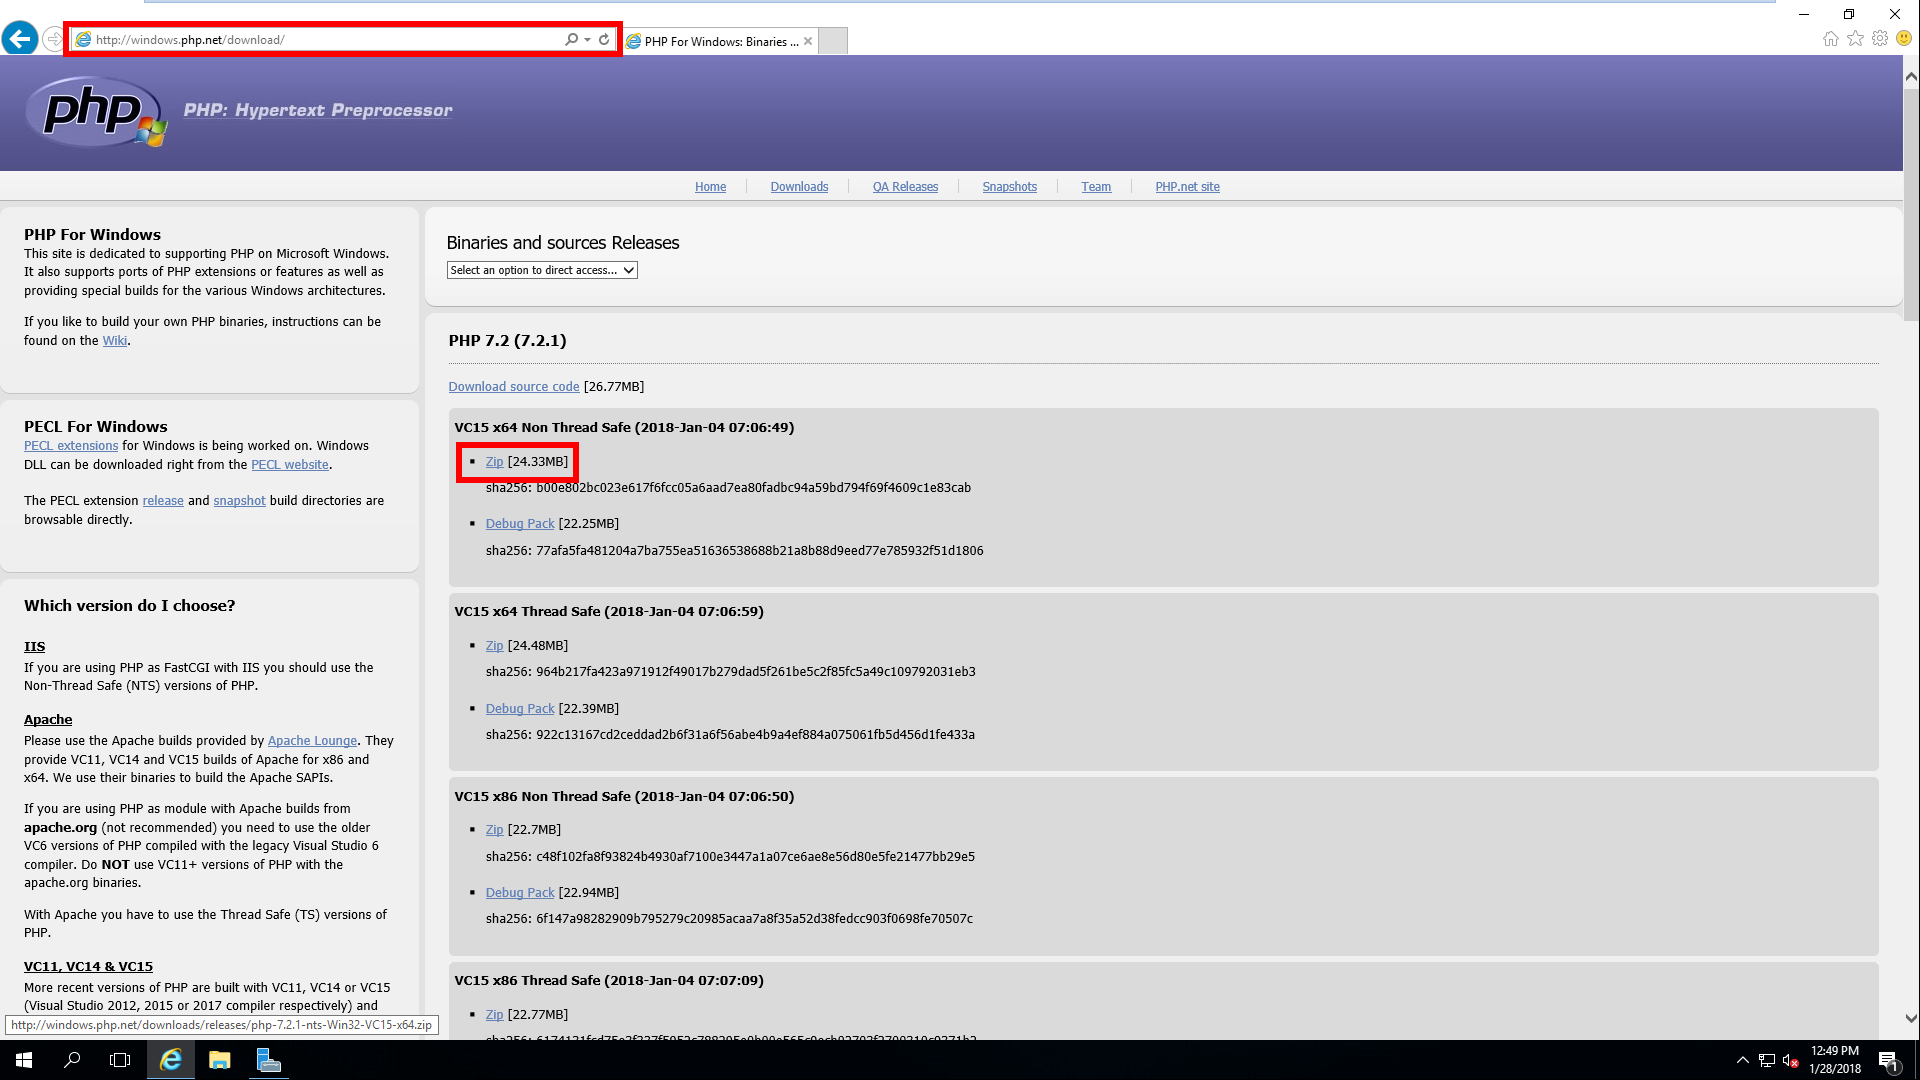 http://windows.php.net/download/
PHP For Windows: Binaries ...
php
PHP: Hypertext Preprocessor
Home
Downloads
QA Releases
Snapshots
Team
PHP.net site
PHP For Windows
This site is dedicated to supporting PHP on Microsoft Windows.
It also supports ports of PHP extensions or features as well as
providing special builds for the various Windows architectures.
If you like to build your own PHP binaries, instructions can be
found on the Wiki.
PECL For Windows
PECL extensions for Windows is being worked on. Windows
DLL can be downloaded right from the PECL website.
The PECL extension release and snapshot build directories are
browsable directly.
Which version do I choose?
IIS
If you are using PHP as FastCGI with IIS you should use the
Non-Thread Safe (NTS) versions of PHP.
Apache
Please use the Apache builds provided by Apache Lounge. They
provide VC11, VC14 and VC15 builds of Apache for x86 and
x64. We use their binaries to build the Apache SAPIs.
If you are using PHP as module with Apache builds from
apache.org (not recommended) you need to use the older
VC6 versions of PHP compiled with the legacy Visual Studio 6
compiler. Do NOT use VC11+ versions of PHP with the
apache.org binaries.
With Apache you have to use the Thread Safe (TS) versions of
PHP.
VC11, VC14 & VC15
More recent versions of PHP are built with VC11, VC14 or VC15
(Visual Studio 2012, 2015 or 2017 compiler respectively) and
http://windows.php.net/downloads/releases/php-7.2.1-nts-Win32-VC15-x64.zip
Binaries and sources Releases
Select an option to direct access...
PHP 7.2 (7.2.1)
Download source code [26.77MB]
VC15 x64 Non Thread Safe (2018-Jan-04 07:06:49)
Zip [24.33MB]
sha256: b00e802bc023e617f6fcc05a6aad7ea80fadbc94a59bd794f69f4609c1e83cab
Debug Pack [22.25MB]
sha256: 77afa5fa481204a7ba755ea51636538688b21a8b88d9eed77e785932f51d1806
VC15 x64 Thread Safe (2018-Jan-04 07:06:59)
Zip [24.48MB]
sha256: 964b217fa423a971912f49017b279dad5f261be5c2f85fc5a49c109792031eb3
Debug Pack [22.39MB]
sha256: 922c13167cd2ceddad2b6f31a6f56abe4b9a4ef884a075061fb5d456d1fe433a
VC15 x86 Non Thread Safe (2018-Jan-04 07:06:50)
Zip [22.7MB]
sha256: c48f102fa8f93824b4930af7100e3447a1a07ce6ae8e56d80e5fe21477bb29e5
Debug Pack [22.94MB]
sha256: 6f147a98282909b795279c20985acaa7a8f35a52d38fedcc903f0698fe70507c
VC15 x86 Thread Safe (2018-Jan-04 07:07:09)
Zip [22.77MB]
12:49 PM
1/28/2018
1